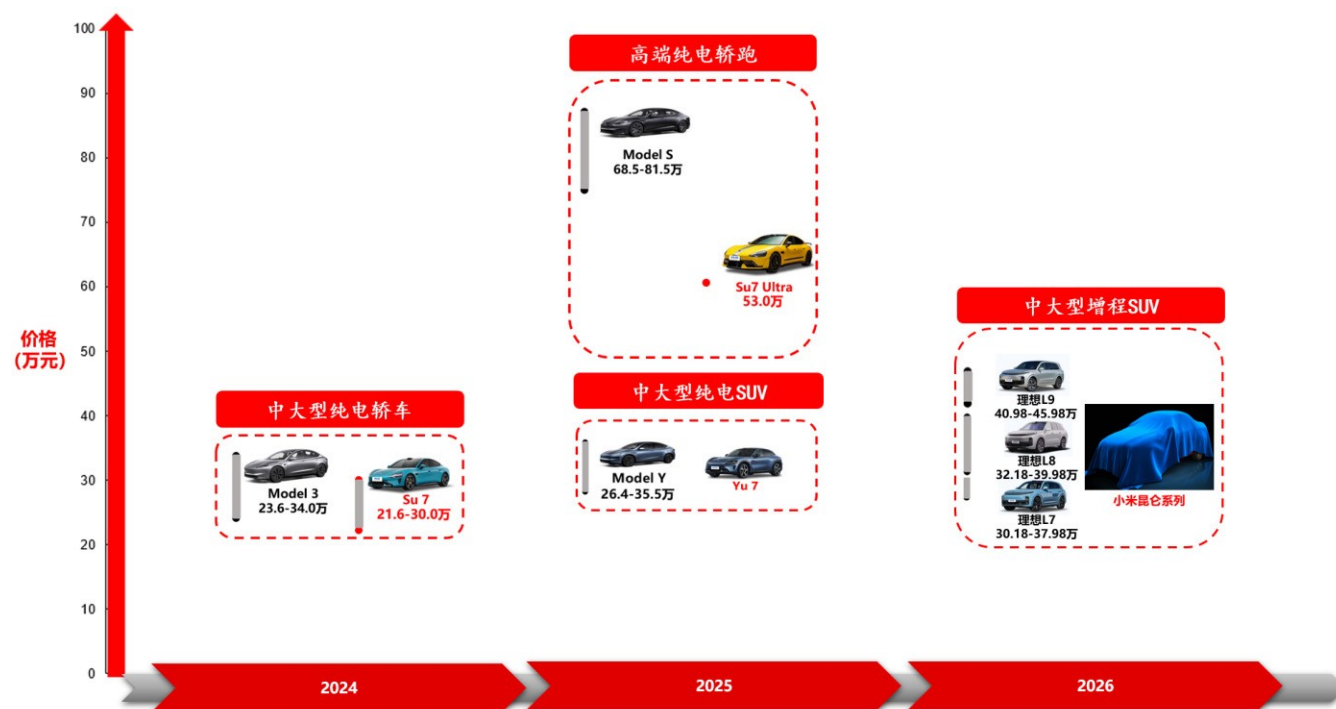 100
90
80
70
60
50
40
30
20
10
0
价格
(万元)
中大型纯电轿车
Model 3
23.6-34.0万
Su 7
21.6-30.0万
高端纯电轿跑
Model S
68.5-81.5万
Su7 Ultra
53.0万
中大型纯电SUV
Model Y
26.4-35.5万
Yu 7
中大型增程SUV
理想L9
40.98-45.98万
理想L8
32.18-39.98万
理想L7
30.18-37.98万
小米昆仑系列
2024
2025
2026